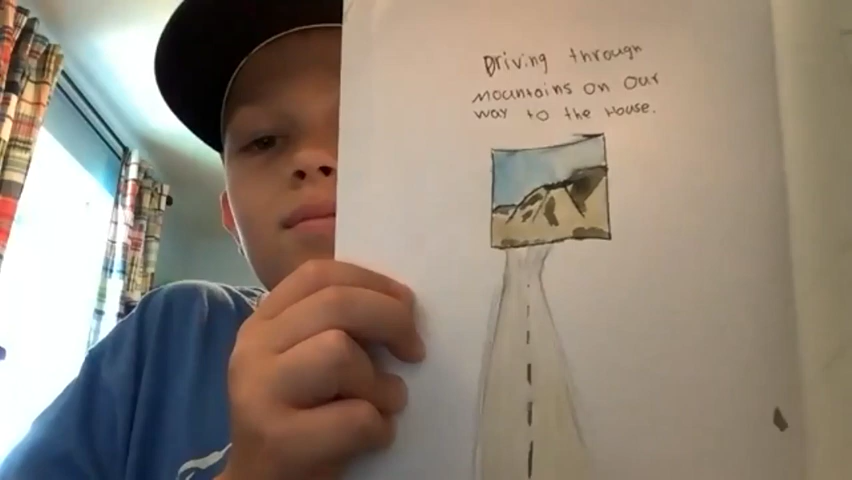 Driving through
mountains on our
way to the House.